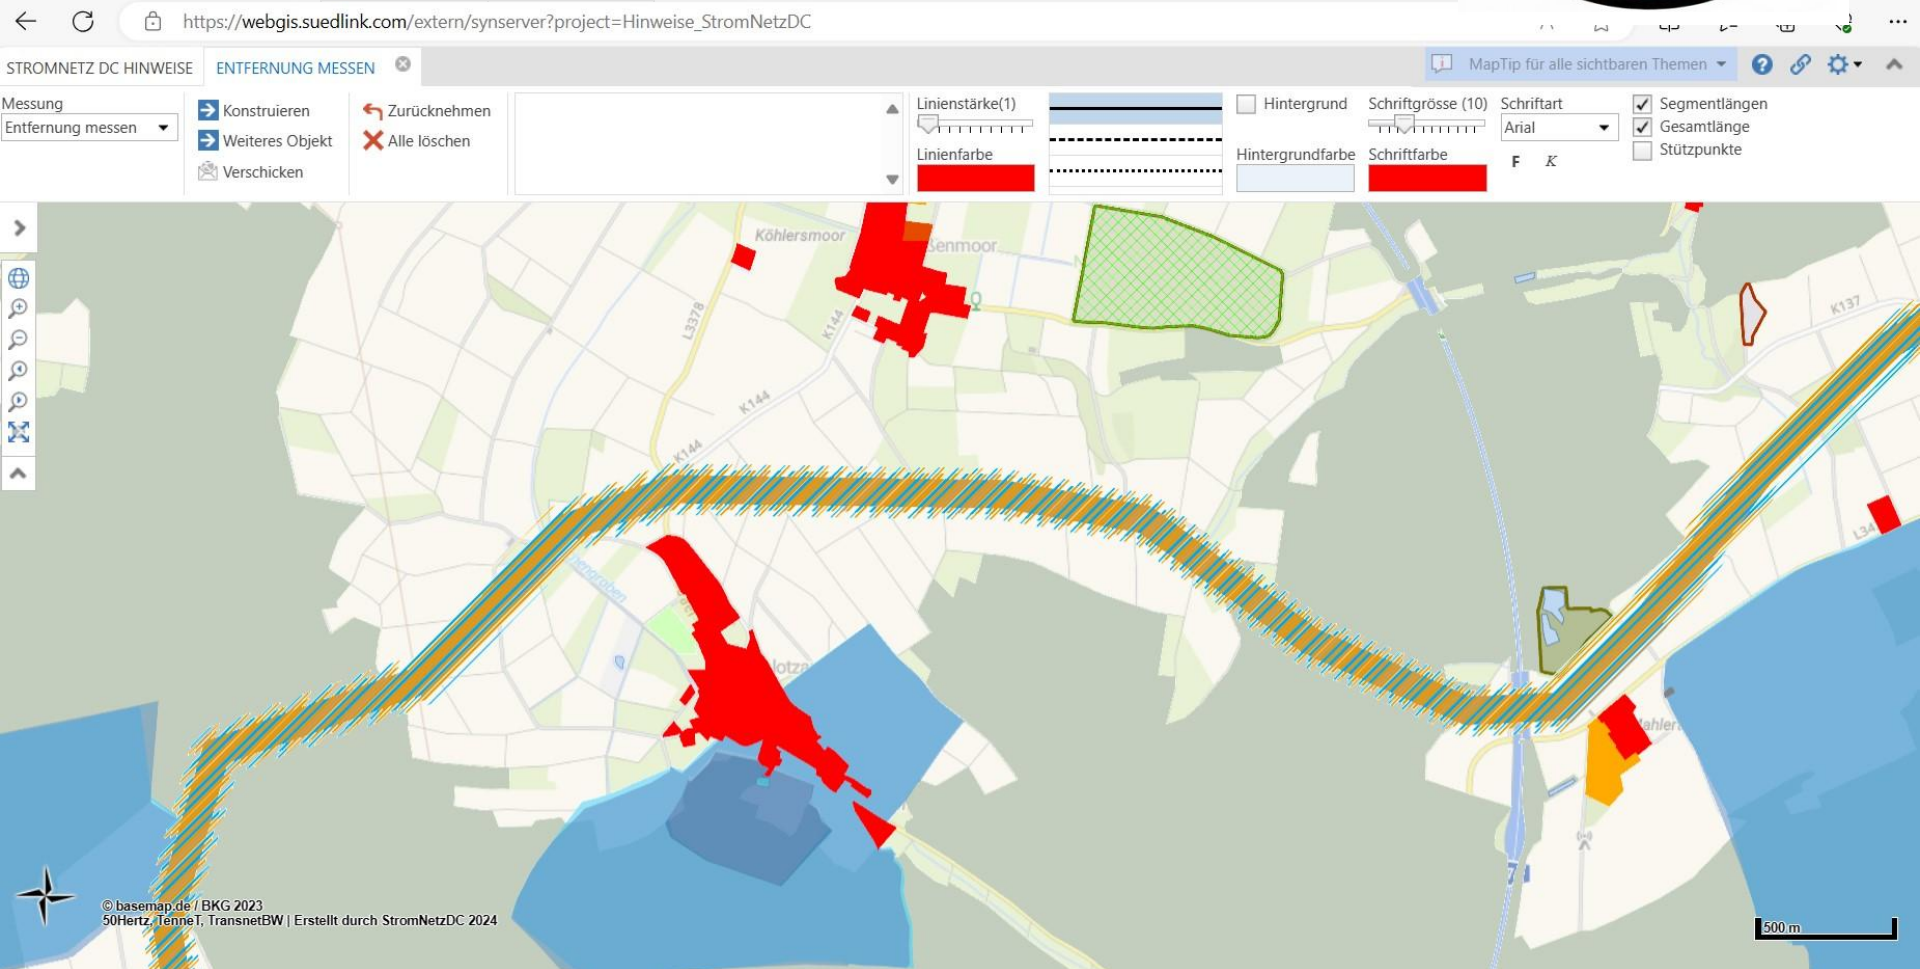 https://webgis.suedlink.com/extern/synserver?project=Hinweise_StromNetzDC
STROMNETZ DC HINWEISE
ENTFERNUNG MESSEN
MapTip für alle sichtbaren Themen
Messung
Entfernung messen
Konstruieren
Weiteres Objekt
Verschicken
Zurücknehmen
Alle löschen
Linienstärke(1)
Linienfarbe
Hintergrund
Hintergrundfarbe
Schriftgrösse (10)
Schriftfarbe
Schriftart
Arial
F K
Segmentlängen
Gesamtlänge
Stützpunkte
Köhlersmoor
ßenmoor
L3378
K144
K144
K144
K137
L34
lotza
© basemap.de / BKG 2023
50Hertz, TenneT, TransnetBW | Erstellt durch StromNetzDC 2024
500 m